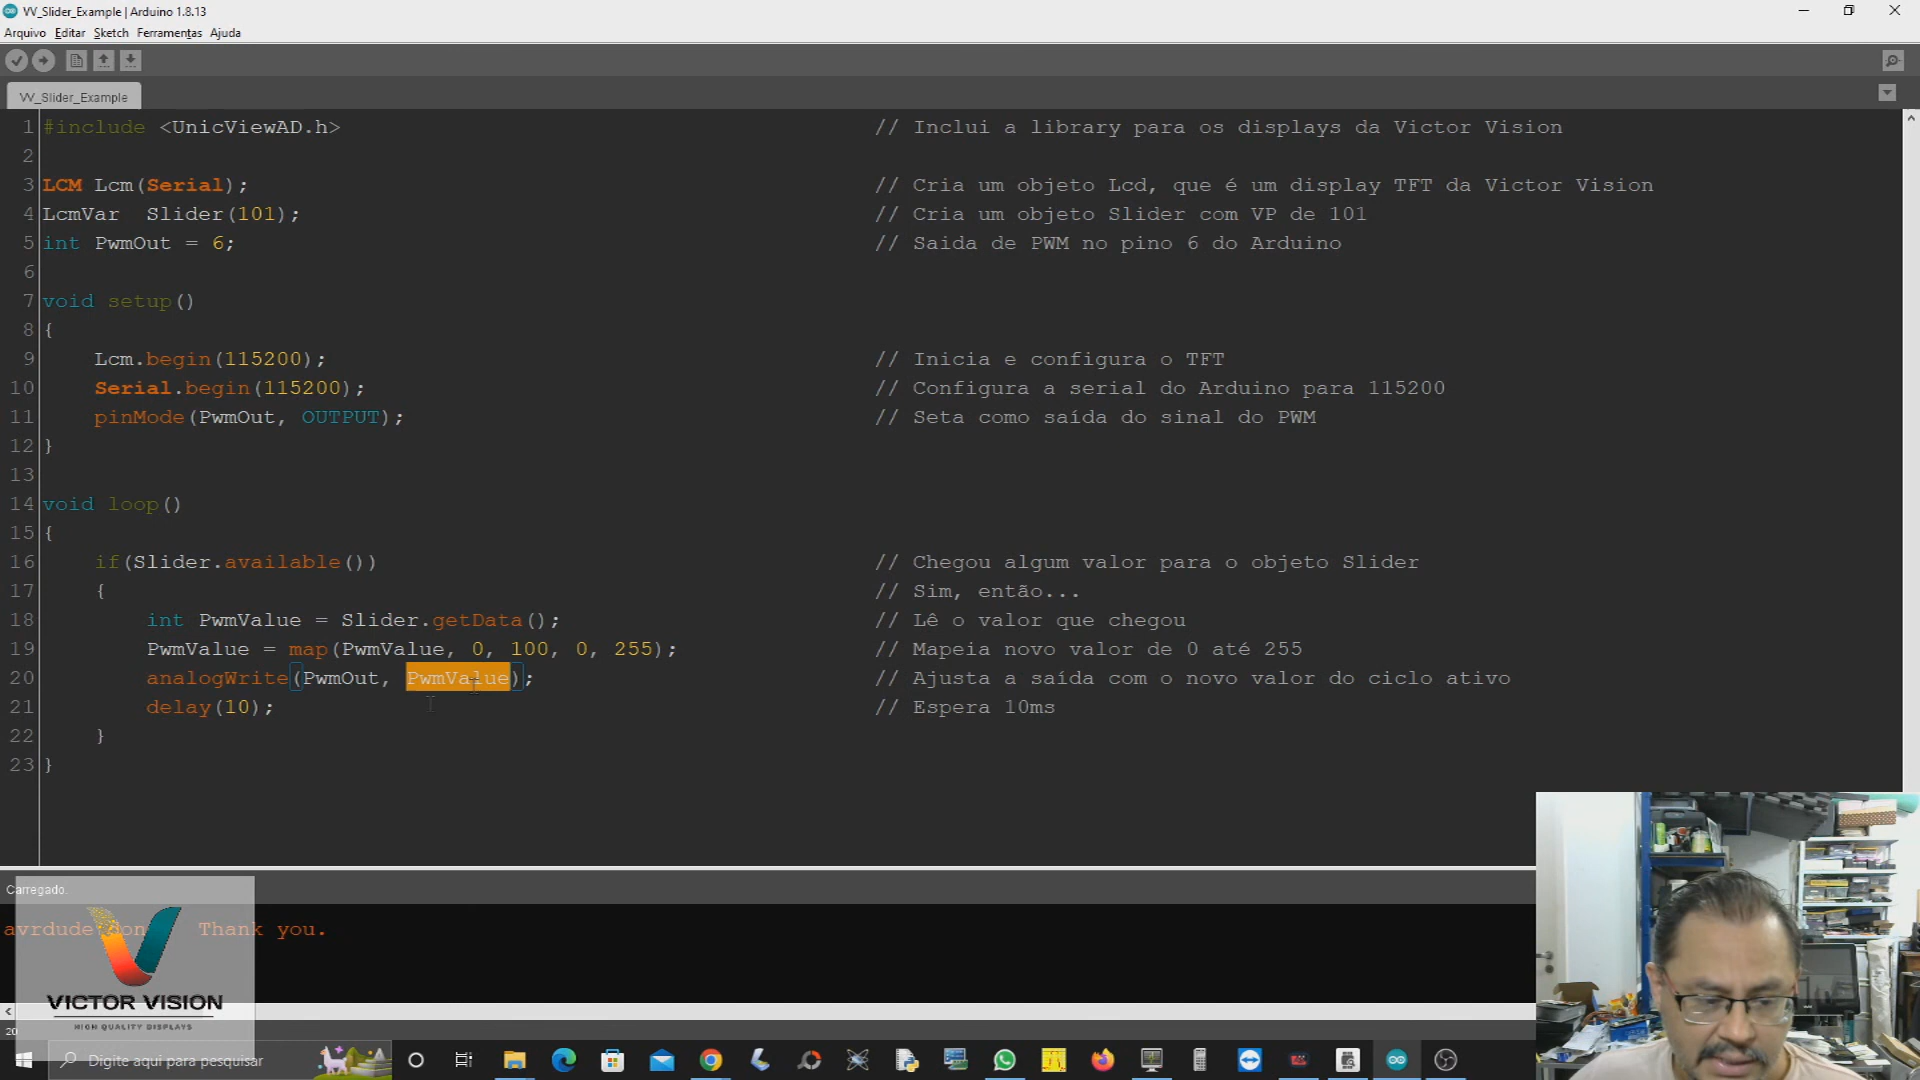 VV_Slider_Example | Arduino 1.8.13
Arquivo Editar Sketch Ferramentas Ajuda
VV_Slider_Example
1 #include <UnicViewAD.h> // Inclui a library para os displays da Victor Vision
2
3 LCM Lcm(Serial); // Cria um objeto Lcd, que é um display TFT da Victor Vision
4 LcmVar Slider(101); // Cria um objeto Slider com VP de 101
5 int PwmOut = 6; // Saida de PWM no pino 6 do Arduino
6
7 void setup()
8 {
9 Lcm.begin(115200); // Inicia e configura o TFT
10 Serial.begin(115200); // Configura a serial do Arduino para 115200
11 pinMode(PwmOut, OUTPUT); // Seta como saída do sinal do PWM
12 }
13
14 void loop()
15 {
16 if(Slider.available()) // Chegou algum valor para o objeto Slider
17 { // Sim, então...
18 int PwmValue = Slider.getData(); // Lê o valor que chegou
19 PwmValue = map(PwmValue, 0, 100, 0, 255); // Mapeia novo valor de 0 até 255
20 analogWrite(PwmOut, PwmValue); // Ajusta a saída com o novo valor do ciclo ativo
21 delay(10); // Espera 10ms
22 }
23 }
Carregado.
avrdude don Thank you.
VICTOR VISION
HIGH QUALITY DISPLAYS
20
Digite aqui para pesquisar